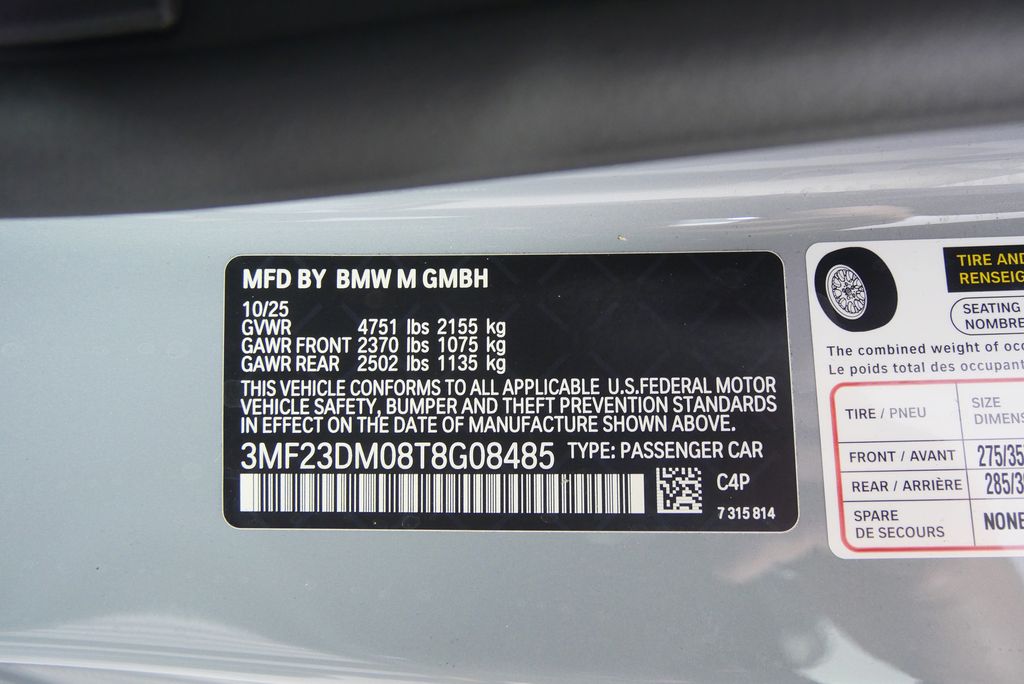 MFD BY BMW M GMBH
10/25
GVWR 4751 lbs 2155 kg
GAWR FRONT 2370 lbs 1075 kg
GAWR REAR 2502 lbs 1135 kg
THIS VEHICLE CONFORMS TO ALL APPLICABLE U.S.FEDERAL MOTOR
VEHICLE SAFETY, BUMPER AND THEFT PREVENTION STANDARDS
IN EFFECT ON THE DATE OF MANUFACTURE SHOWN ABOVE.
3MF23DM08T8G08485 TYPE: PASSENGER CAR
C4P
7 315 814
TIRE AND
RENSEIG
SEATING
NOMBRE
The combined weight of occ
Le poids total des occupant
TIRE / PNEU
SIZE
DIMENS
FRONT / AVANT 275/35
REAR / ARRIÈRE 285/3
SPARE
DE SECOURS
NONE